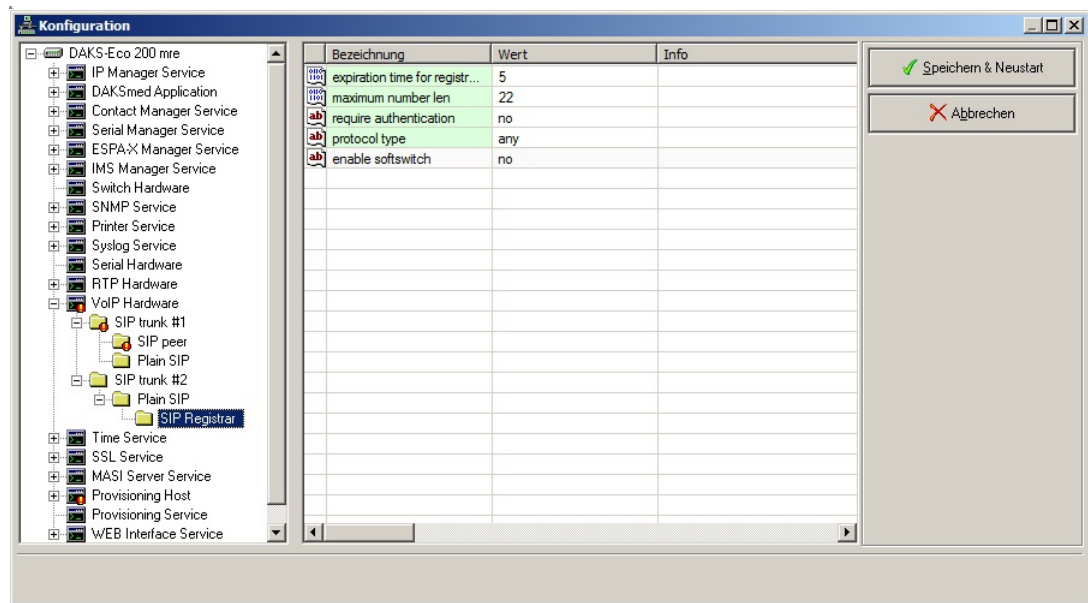 Konfiguration
DAKS-Eco 200 mre
IP Manager Service
DAKSmed Application
Contact Manager Service
Serial Manager Service
ESPA-X Manager Service
IMS Manager Service
Switch Hardware
SNMP Service
Printer Service
Syslog Service
Serial Hardware
RTP Hardware
VoIP Hardware
SIP trunk #1
SIP peer
Plain SIP
SIP trunk #2
Plain SIP
SIP Registrar
Time Service
SSL Service
MASI Server Service
Provisioning Host
Provisioning Service
WEB Interface Service
Bezeichnung Wert Info
expiration time for registr... 5
maximum number len 22
require authentication no
protocol type any
enable softswitch no
Speichern & Neustart
Abbrechen